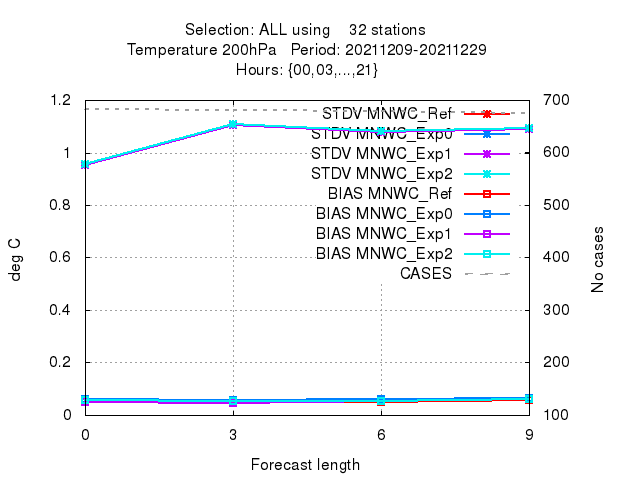 Selection: ALL using 32 stations
Temperature 200hPa Period: 20211209-20211229
Hours: {00,03,...,21}
1.2 700
STDV MNWC_Ref
STDV MNWC_Exp0
1 STDV MNWC_Exp1 600
STDV MNWC_Exp2
BIAS MNWC_Ref
0.8 BIAS MNWC_Exp0 500
BIAS MNWC_Exp1
0.6 BIAS MNWC_Exp2 400
CASES
deg C
No cases
0.4 300
0.2 200
0 100
0 3 6 9
Forecast length